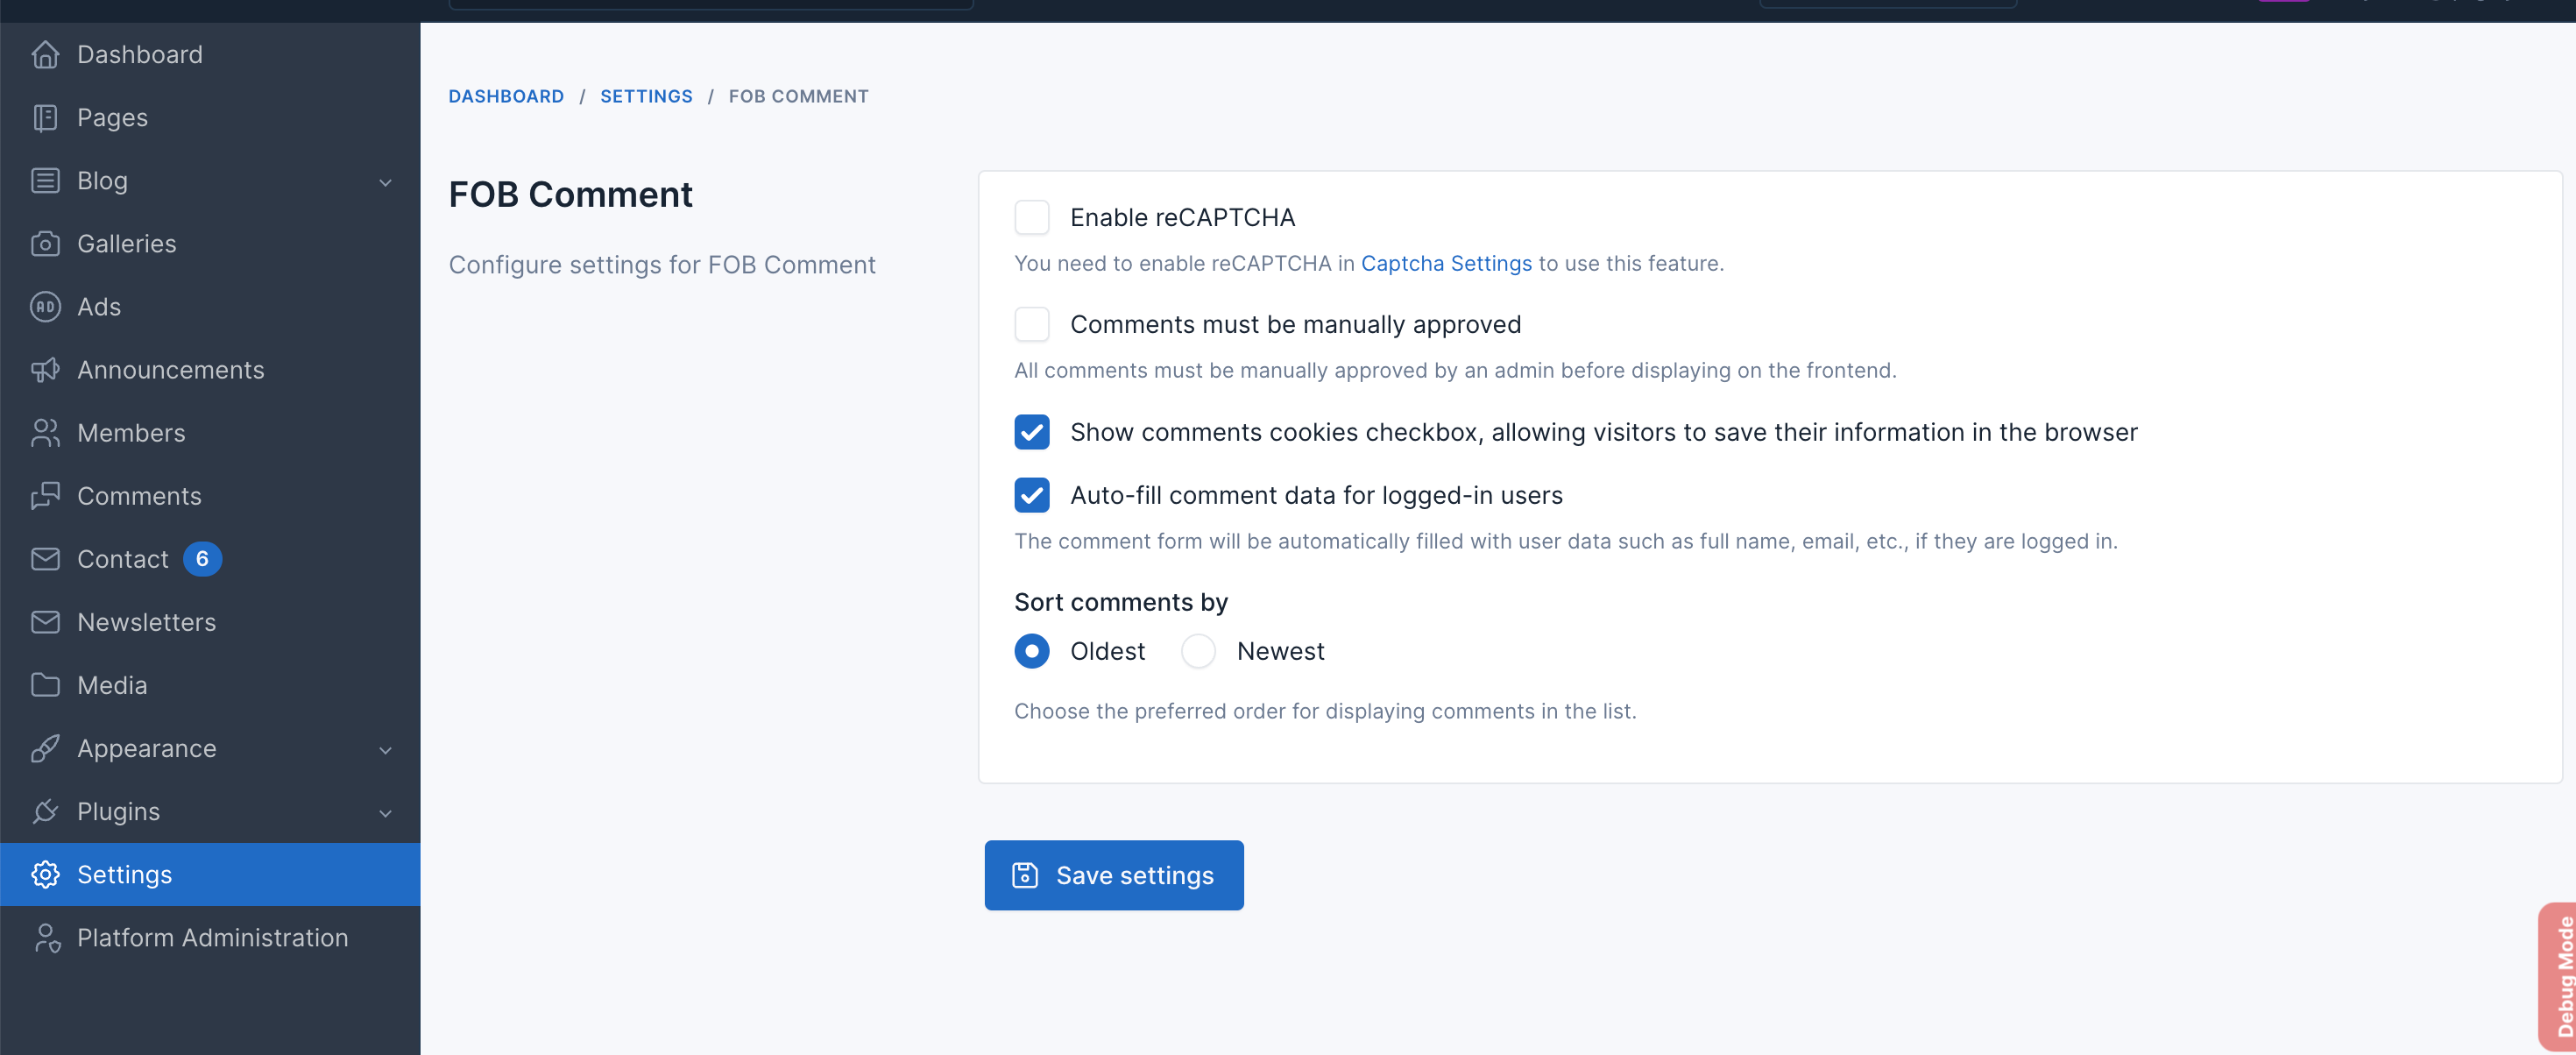 Dashboard
Pages
Blog
Galleries
AD Ads
Announcements
Members
Comments
Contact 6
Newsletters
Media
Appearance
Plugins
Settings
Platform Administration
DASHBOARD / SETTINGS / FOB COMMENT
FOB Comment
Configure settings for FOB Comment
Enable reCAPTCHA
You need to enable reCAPTCHA in Captcha Settings to use this feature.
Comments must be manually approved
All comments must be manually approved by an admin before displaying on the frontend.
Show comments cookies checkbox, allowing visitors to save their information in the browser
Auto-fill comment data for logged-in users
The comment form will be automatically filled with user data such as full name, email, etc., if they are logged in.
Sort comments by
Oldest Newest
Choose the preferred order for displaying comments in the list.
Save settings
Debug Mode